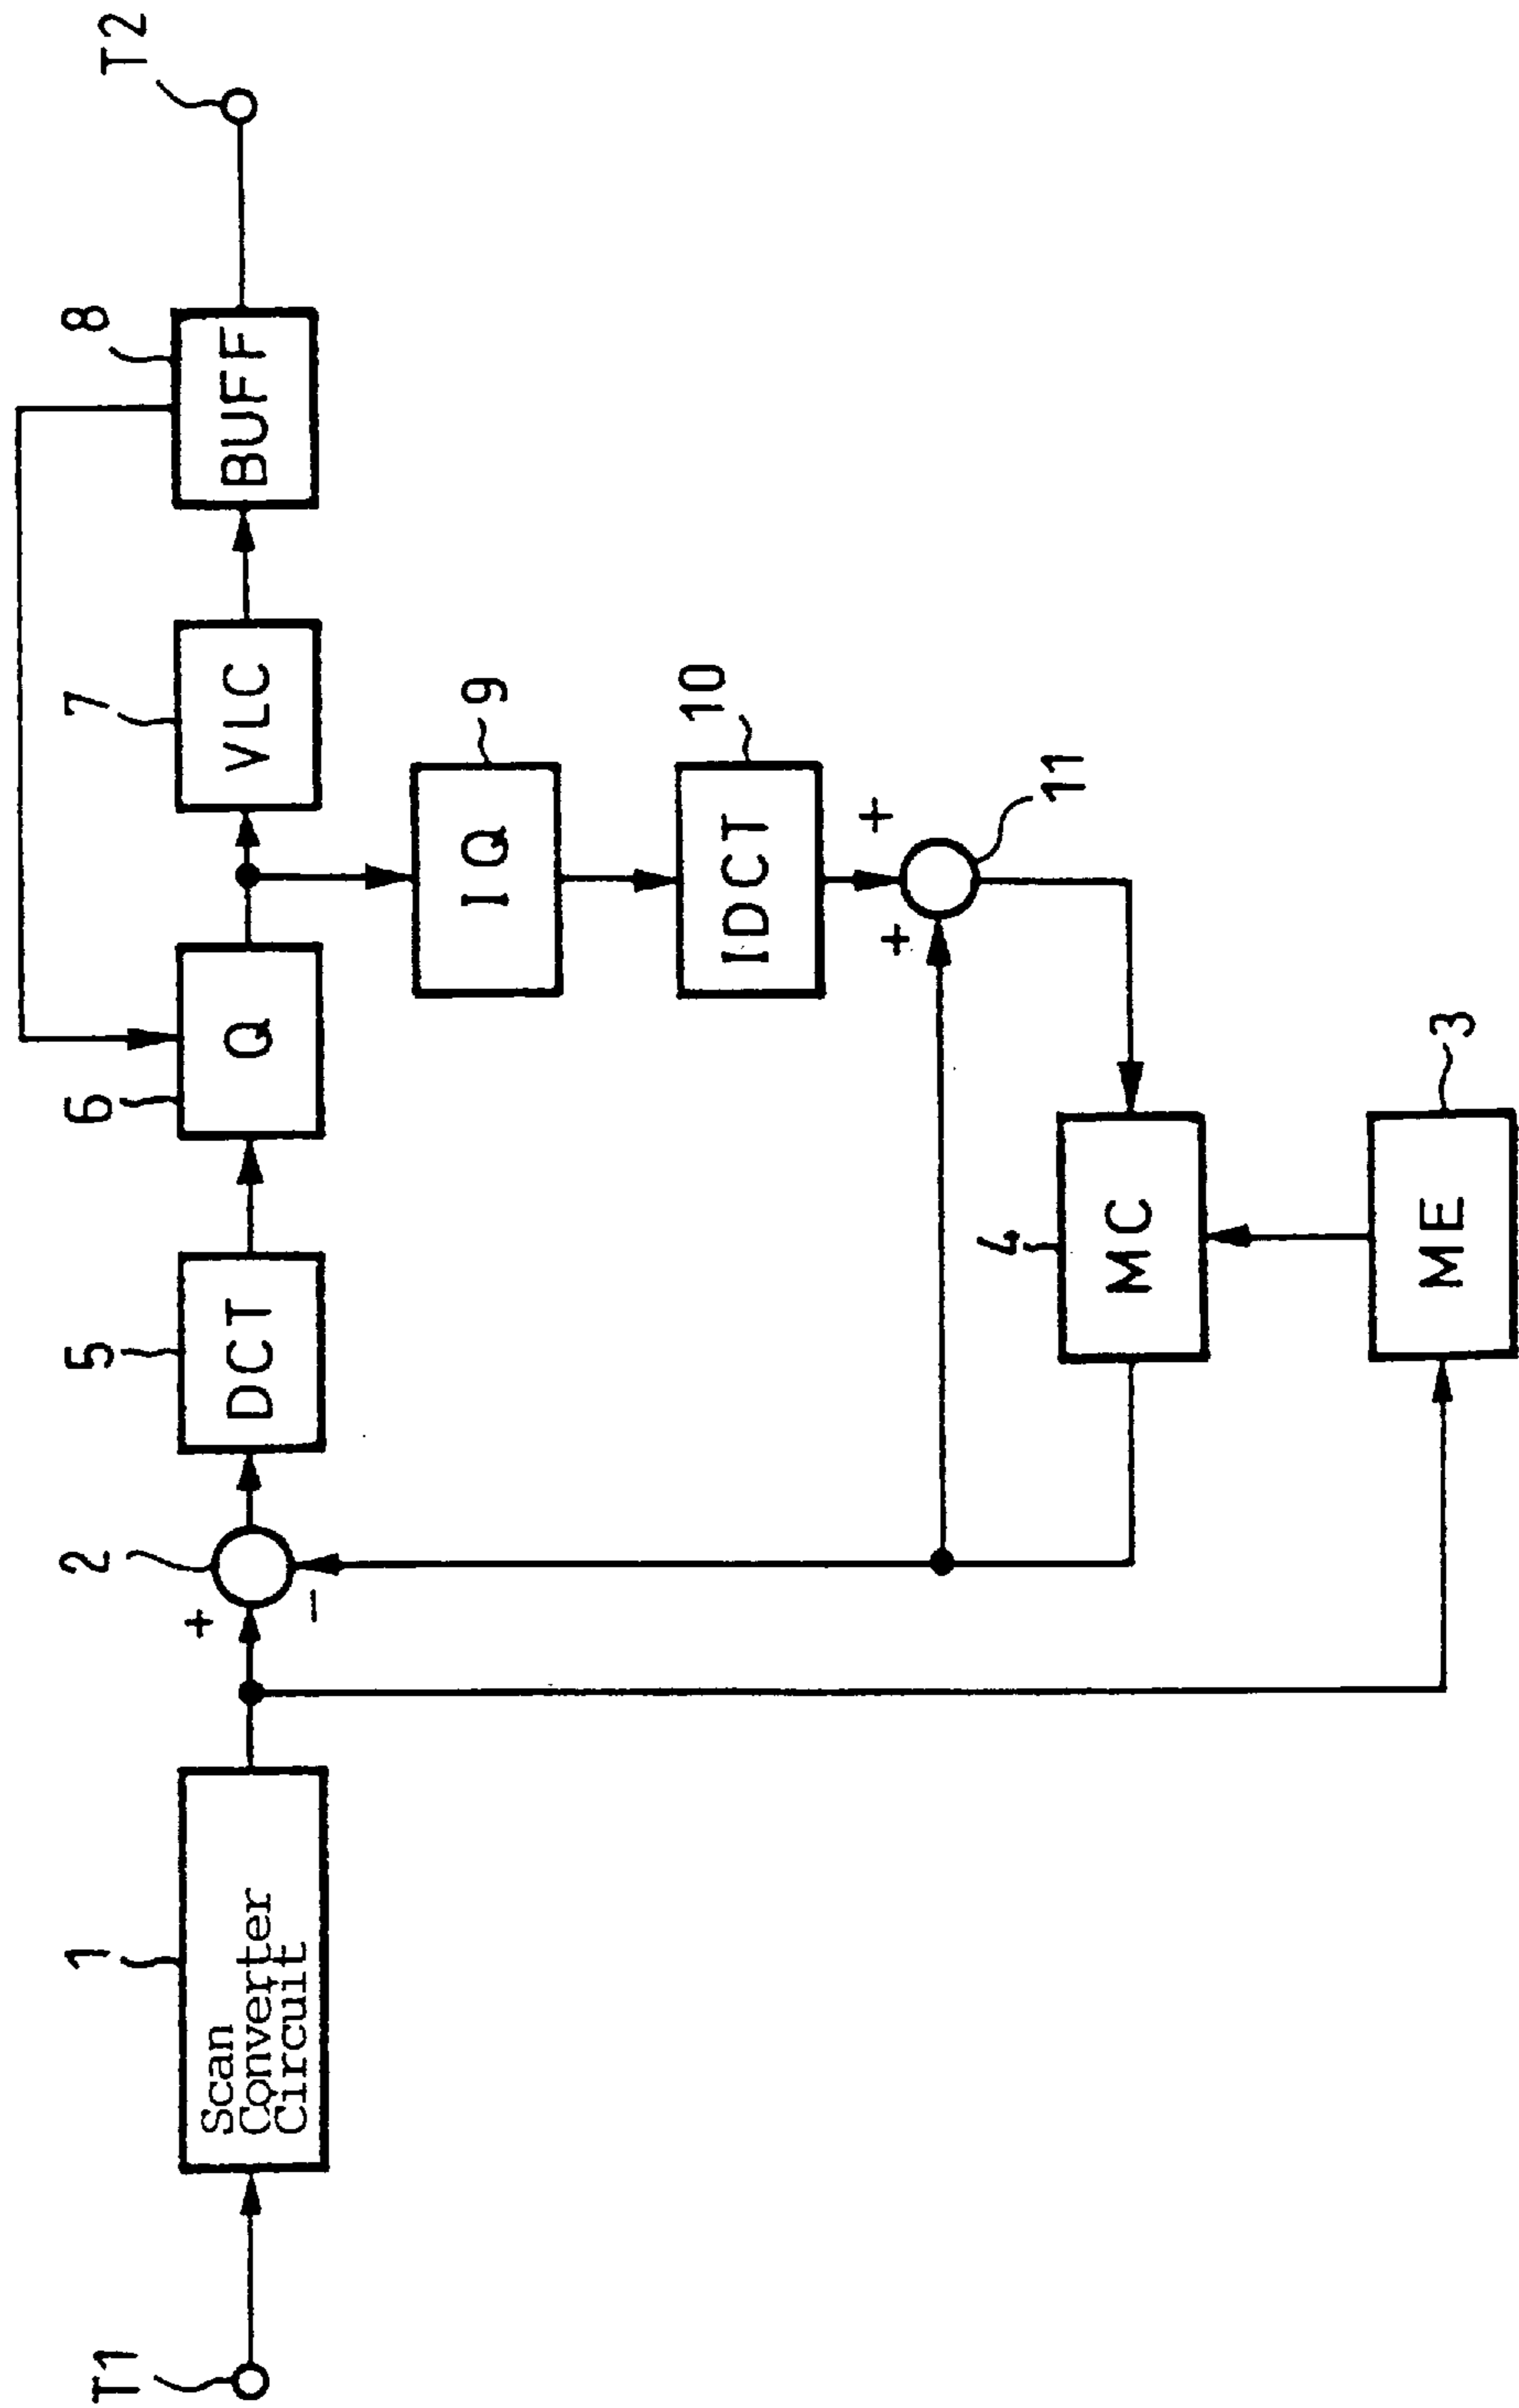 T1
1
Scan
Converter
Circuit
+
-
2
5
DCT
6
Q
7
VLC
8
BUFF
T2
9
IQ
10
IDCT
+
+
11
4
MC
3
ME